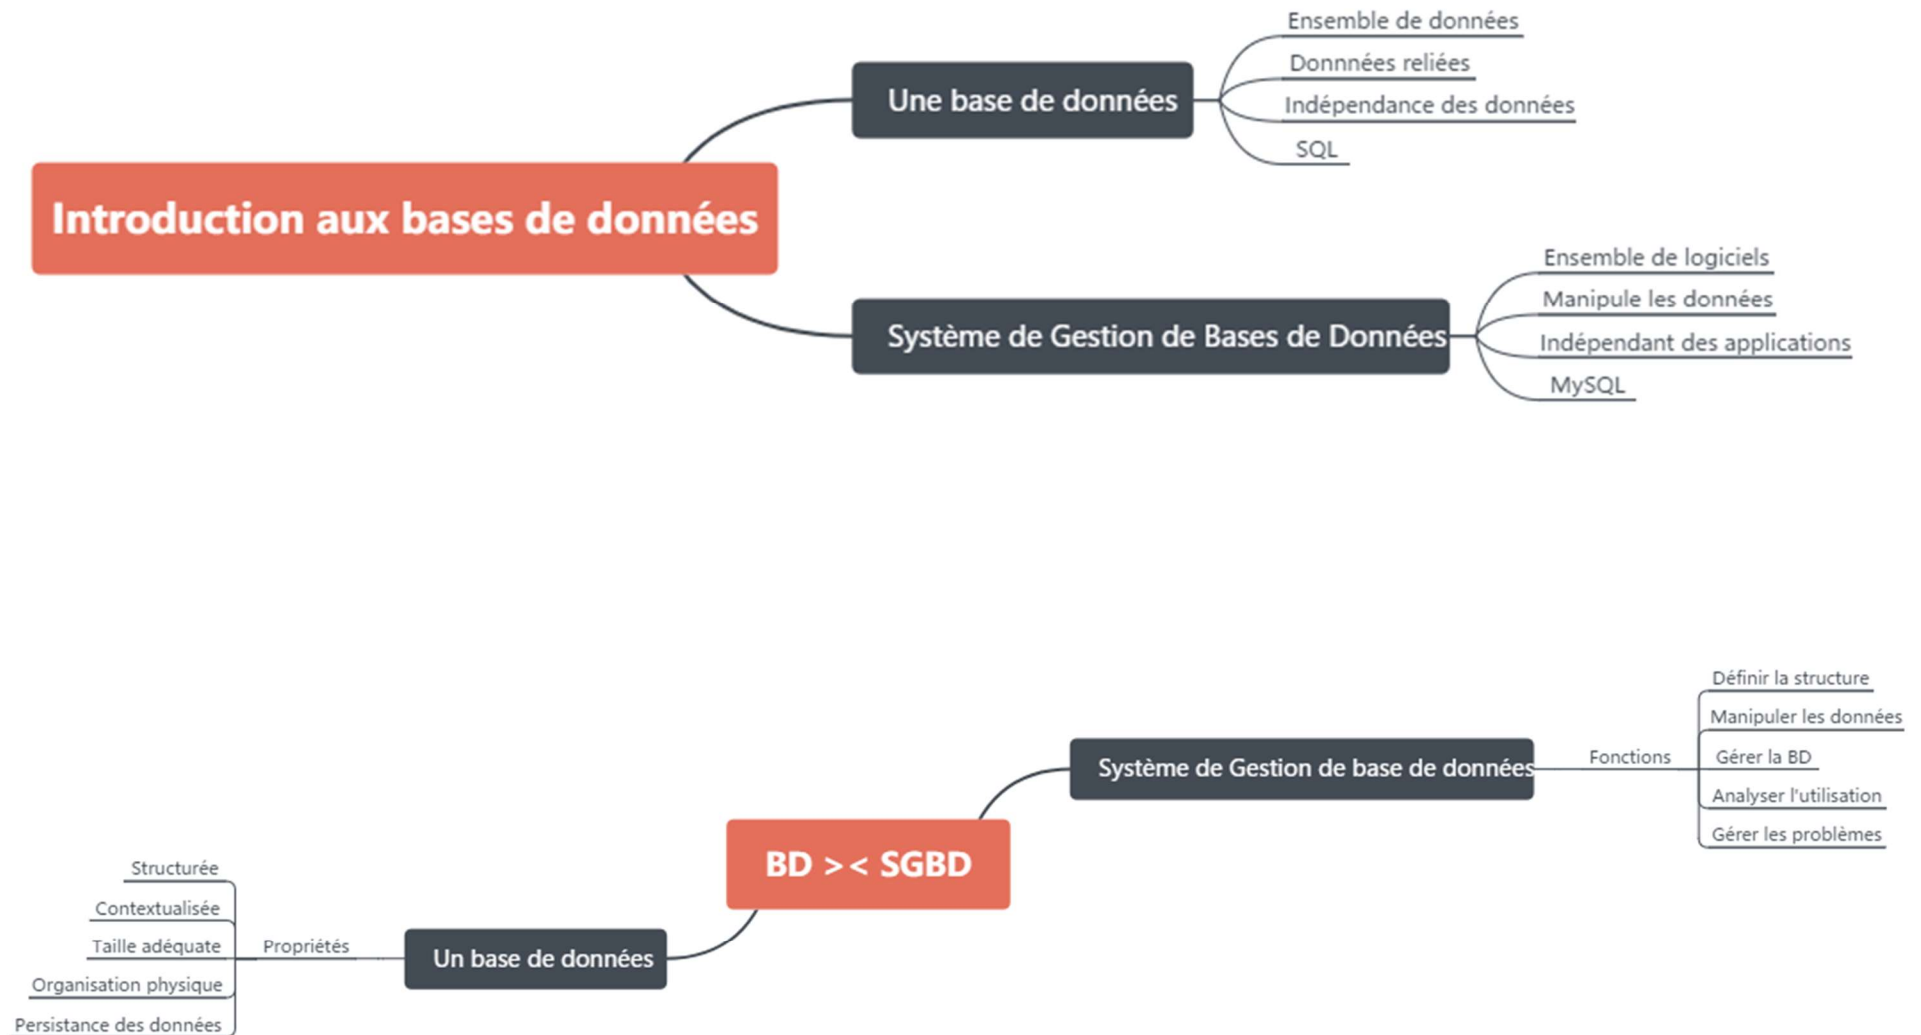 Introduction aux bases de données
Une base de données
Ensemble de données
Donnnées reliées
Indépendance des données
SQL
Système de Gestion de Bases de Données
Ensemble de logiciels
Manipule les données
Indépendant des applications
MySQL
BD >< SGBD
Système de Gestion de base de données
Fonctions
Définir la structure
Manipuler les données
Gérer la BD
Analyser l'utilisation
Gérer les problèmes
Un base de données
Propriétés
Structurée
Contextualisée
Taille adéquate
Organisation physique
Persistance des données